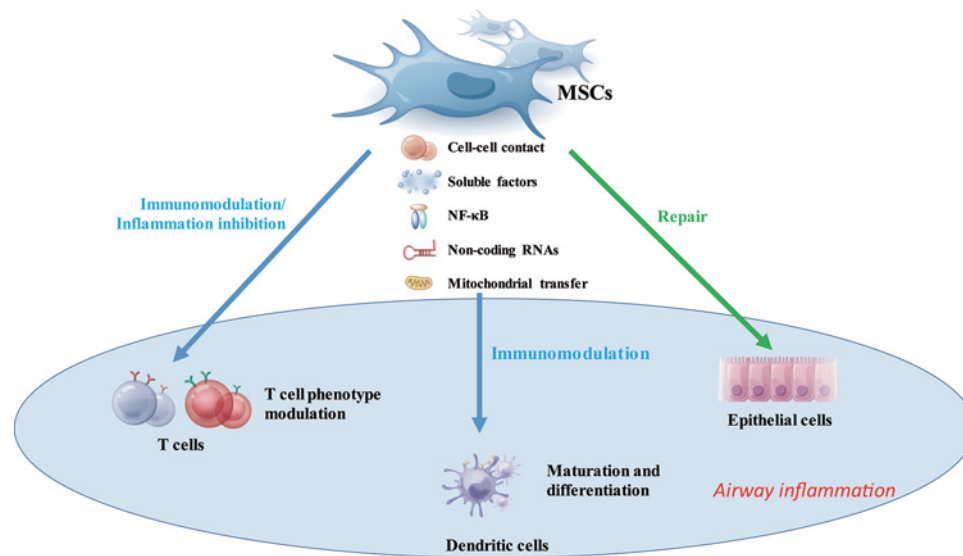 MSCs
Cell-cell contact
Soluble factors
NF-κB
Non-coding RNAs
Mitochondrial transfer
Immunomodulation/
Inflammation inhibition
Repair
Immunomodulation
T cell phenotype
modulation
T cells
Epithelial cells
Maturation and
differentiation
Dendritic cells
Airway inflammation